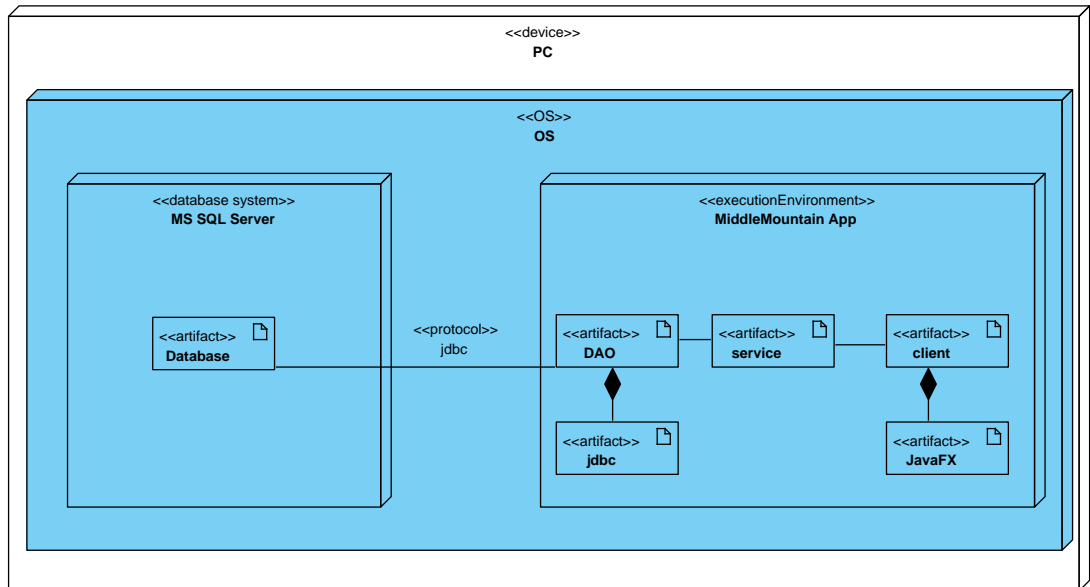 <<device>>
PC
<<OS>>
OS
<<database system>>
MS SQL Server
<<executionEnvironment>>
MiddleMountain App
<<artifact>>
Database
<<protocol>>
jdbc
<<artifact>>
DAO
<<artifact>>
service
<<artifact>>
client
<<artifact>>
jdbc
<<artifact>>
JavaFX